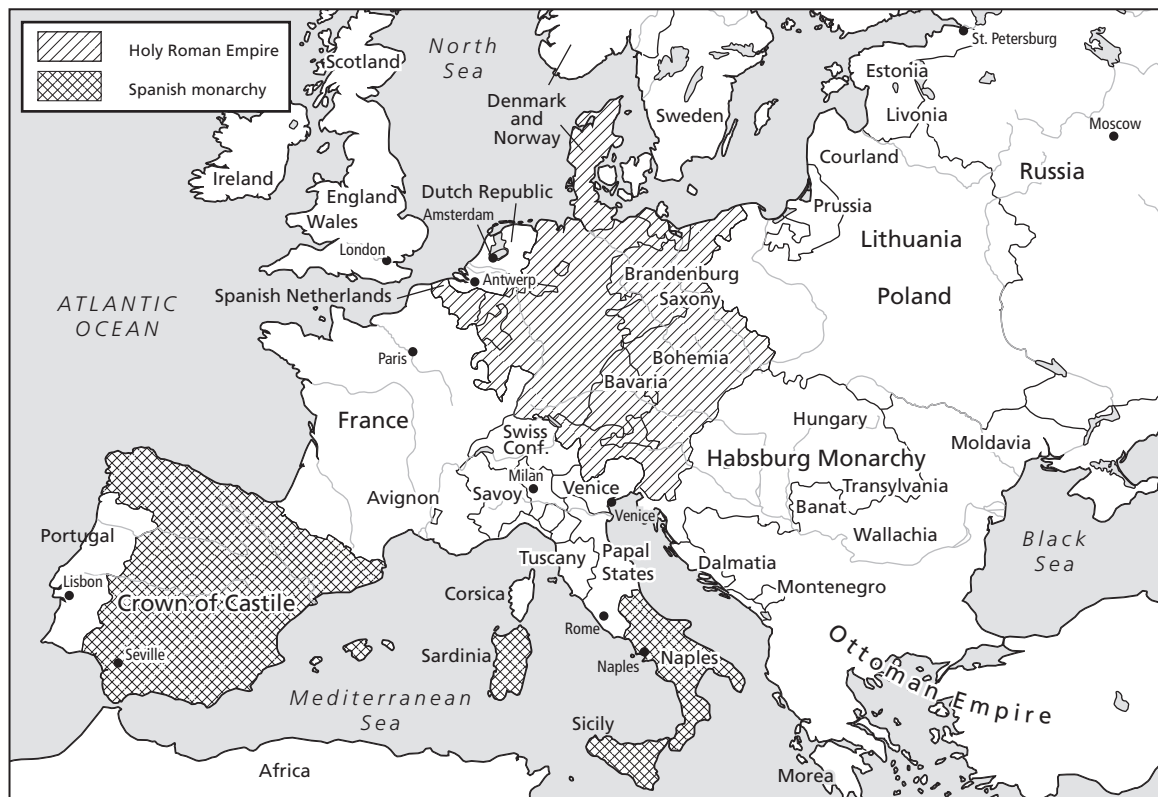 Holy Roman Empire
Spanish monarchy
North
Sea
Scotland
St. Petersburg
Estonia
Denmark
and
Norway
Sweden
Livonia
Moscow
Ireland
Courland
Russia
England
Dutch Republic
Wales
Amsterdam
Prussia
London
Lithuania
Antwerp
Brandenburg
Spanish Netherlands
Saxony
Poland
ATLANTIC
OCEAN
Paris
Bohemia
Bavaria
France
Hungary
Swiss
Conf.
Moldavia
Habsburg Monarchy
Milan
Savoy
Venice
Transylvania
Avignon
Banat
Venice
Portugal
Wallachia
Black
Sea
Tuscany
Papal
States
Dalmatia
Lisbon
Crown of Castile
Corsica
Montenegro
Rome
Ottoman Empire
Seville
Sardinia
Naples
Naples
Mediterranean
Sea
Sicily
Africa
Morea